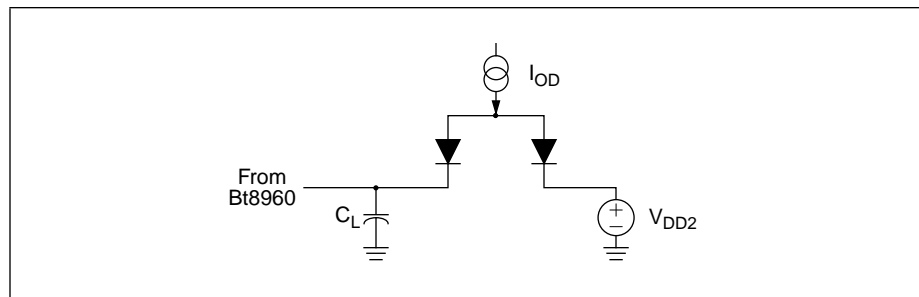 I_OD
From
Bt8960
C_L
+
−
V_DD2